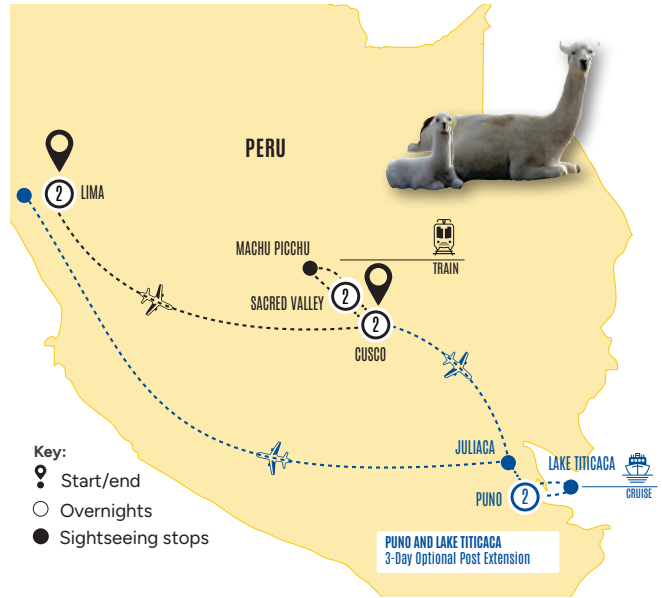 PERU
2
LIMA
MACHU PICCHU
TRAIN
SACRED VALLEY
2
2
CUSCO
JULIACA
LAKE TITICACA
PUNO
2
CRUISE
Key:
Start/end
Overnights
Sightseeing stops
PUNO AND LAKE TITICACA
3-Day Optional Post Extension